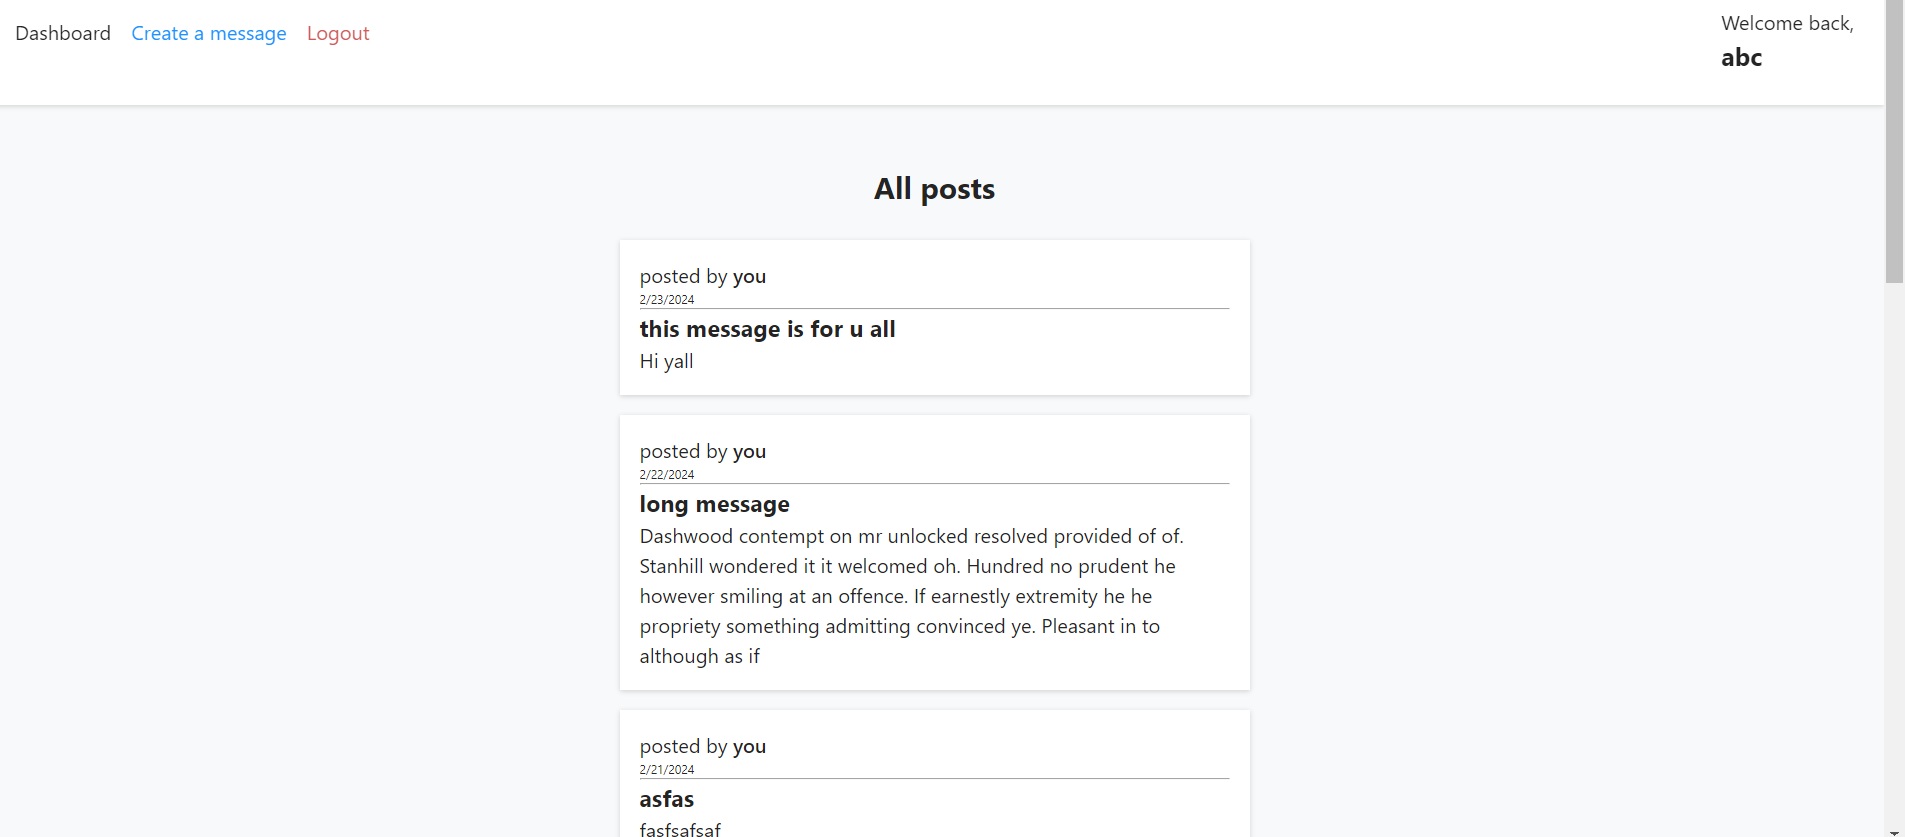 Dashboard Create a message Logout
Welcome back,
abc
All posts
posted by you
2/23/2024
this message is for u all
Hi yall
posted by you
2/22/2024
long message
Dashwood contempt on mr unlocked resolved provided of of.
Stanhill wondered it it welcomed oh. Hundred no prudent he
however smiling at an offence. If earnestly extremity he he
propriety something admitting convinced ye. Pleasant in to
although as if
posted by you
2/21/2024
asfas
fasfsafsaf